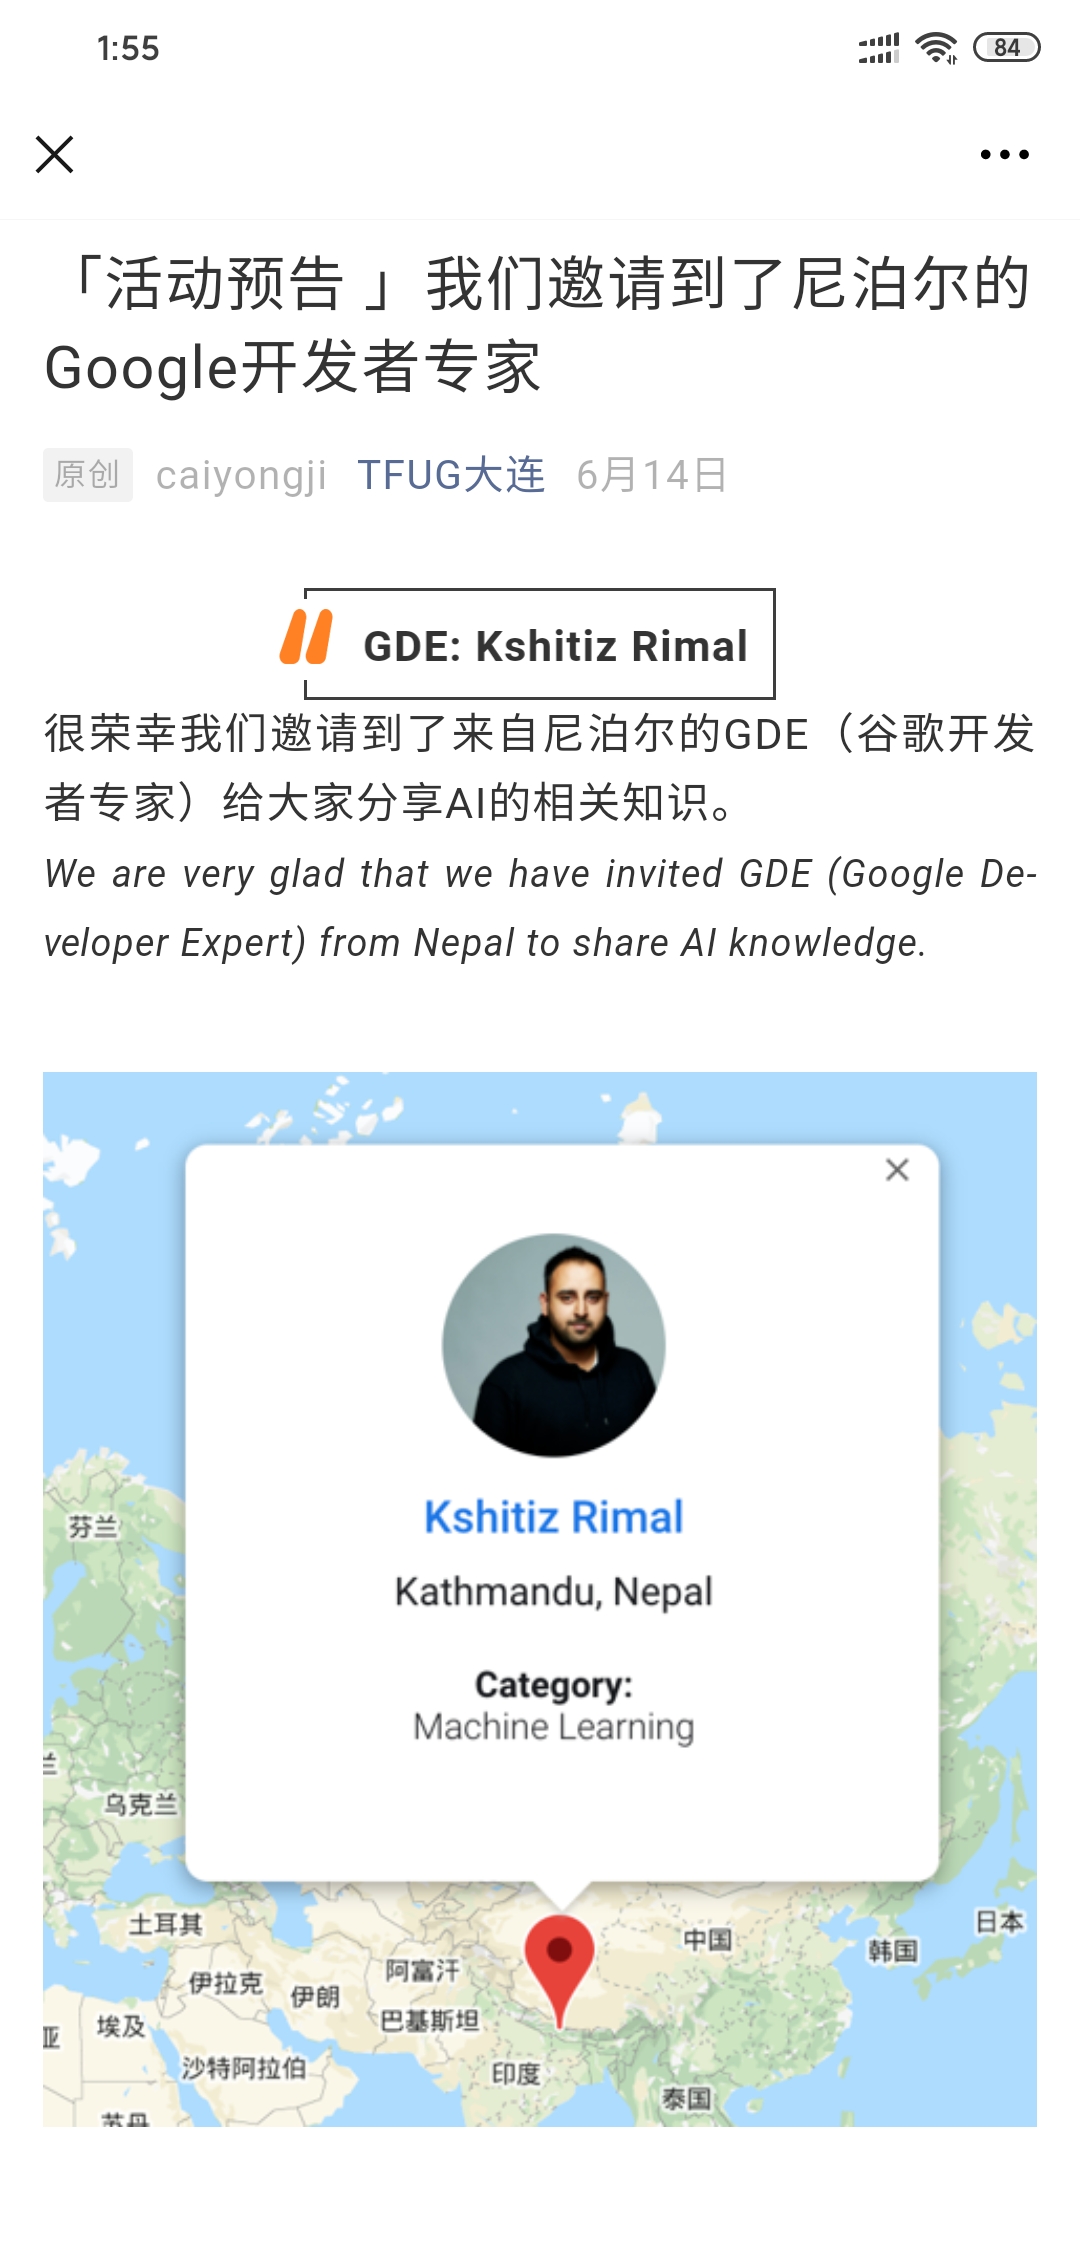 1:55
84
「活动预告 」我们邀请到了尼泊尔的
Google开发者专家
原创 caiyongji TFUG大连 6月14日
GDE: Kshitiz Rimal
很荣幸我们邀请到了来自尼泊尔的GDE（谷歌开发
者专家）给大家分享AI的相关知识。
We are very glad that we have invited GDE (Google De-
veloper Expert) from Nepal to share AI knowledge.
Kshitiz Rimal
Kathmandu, Nepal
Category:
Machine Learning
芬兰
兰
乌克兰
土耳其
中国
日本
韩国
伊拉克
伊朗
阿富汗
巴基斯坦
亚
埃及
沙特阿拉伯
印度
泰国
苏丹